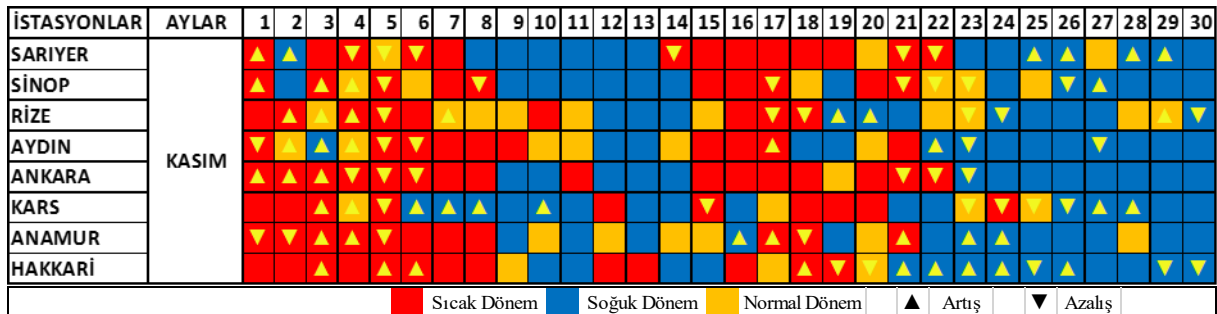 İSTASYONLAR AYLAR 1 2 3 4 5 6 7 8 9 10 11 12 13 14 15 16 17 18 19 20 21 22 23 24 25 26 27 28 29 30
SARIYER
SİNOP
RİZE
AYDIN
KASIM
ANKARA
KARS
ANAMUR
HAKKARİ
Sıcak Dönem Soğuk Dönem Normal Dönem Artış Azalış